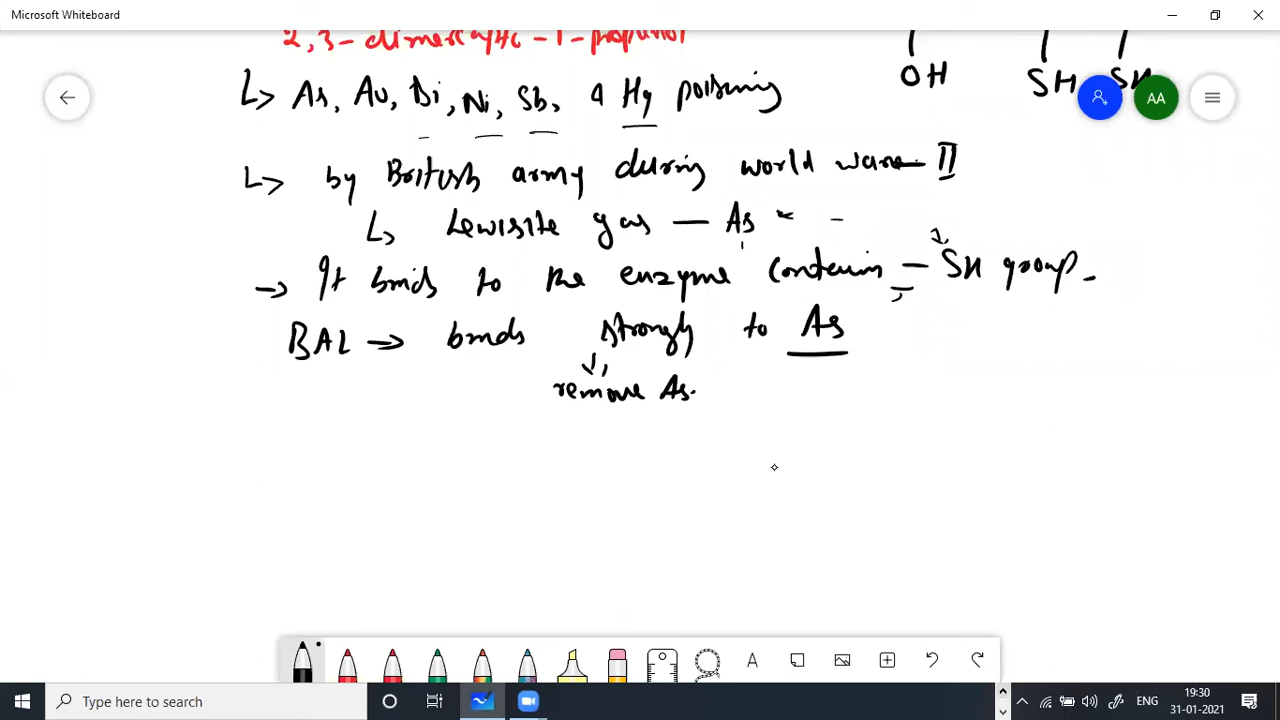 Microsoft Whiteboard
2,3-dimercapto-1-propanol
OH SH SH
As, Au, Bi, Ni, Sb, & Hg poisoning
AA
by British army during world war - II
Lewisite gas — As
It binds to the enzyme contain - SH group.
BAL → binds strongly to As
remove As.
Type here to search
ENG
19:30
31-01-2021